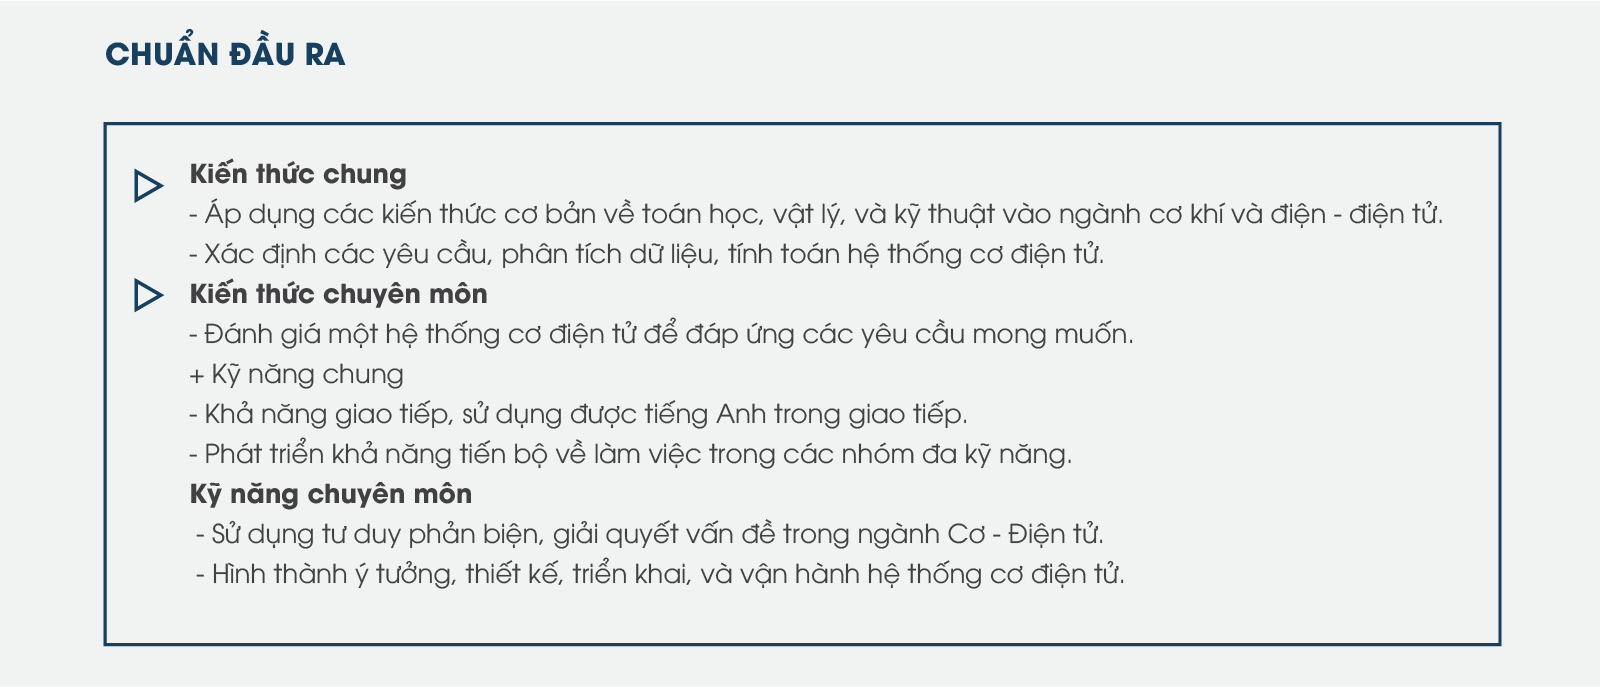 CHUẨN ĐẦU RA
Kiến thức chung
- Áp dụng các kiến thức cơ bản về toán học, vật lý, và kỹ thuật vào ngành cơ khí và điện - điện tử.
- Xác định các yêu cầu, phân tích dữ liệu, tính toán hệ thống cơ điện tử.
Kiến thức chuyên môn
- Đánh giá một hệ thống cơ điện tử để đáp ứng các yêu cầu mong muốn.
+ Kỹ năng chung
- Khả năng giao tiếp, sử dụng được tiếng Anh trong giao tiếp.
- Phát triển khả năng tiến bộ về làm việc trong các nhóm đa kỹ năng.
Kỹ năng chuyên môn
- Sử dụng tư duy phản biện, giải quyết vấn đề trong ngành Cơ - Điện tử.
- Hình thành ý tưởng, thiết kế, triển khai, và vận hành hệ thống cơ điện tử.